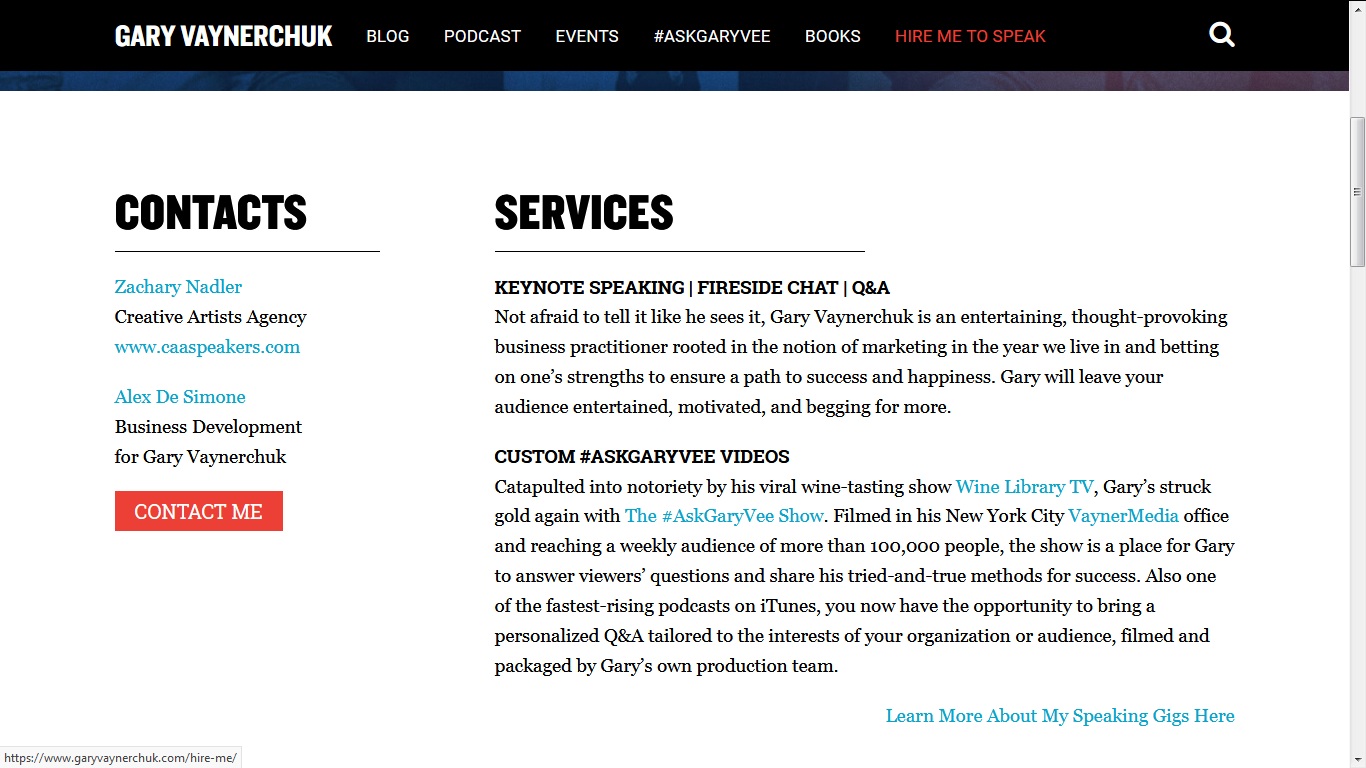 GARY VAYNERCHUK BLOG PODCAST EVENTS #ASKGARYVEE BOOKS HIRE ME TO SPEAK
CONTACTS
Zachary Nadler
Creative Artists Agency
www.caaspeakers.com
Alex De Simone
Business Development
for Gary Vaynerchuk
CONTACT ME
SERVICES
KEYNOTE SPEAKING | FIRESIDE CHAT | Q&A
Not afraid to tell it like he sees it, Gary Vaynerchuk is an entertaining, thought-provoking
business practitioner rooted in the notion of marketing in the year we live in and betting
on one’s strengths to ensure a path to success and happiness. Gary will leave your
audience entertained, motivated, and begging for more.
CUSTOM #ASKGARYVEE VIDEOS
Catapulted into notoriety by his viral wine-tasting show Wine Library TV, Gary’s struck
gold again with The #AskGaryVee Show. Filmed in his New York City VaynerMedia office
and reaching a weekly audience of more than 100,000 people, the show is a place for Gary
to answer viewers’ questions and share his tried-and-true methods for success. Also one
of the fastest-rising podcasts on iTunes, you now have the opportunity to bring a
personalized Q&A tailored to the interests of your organization or audience, filmed and
packaged by Gary’s own production team.
Learn More About My Speaking Gigs Here
https://www.garyvaynerchuk.com/hire-me/